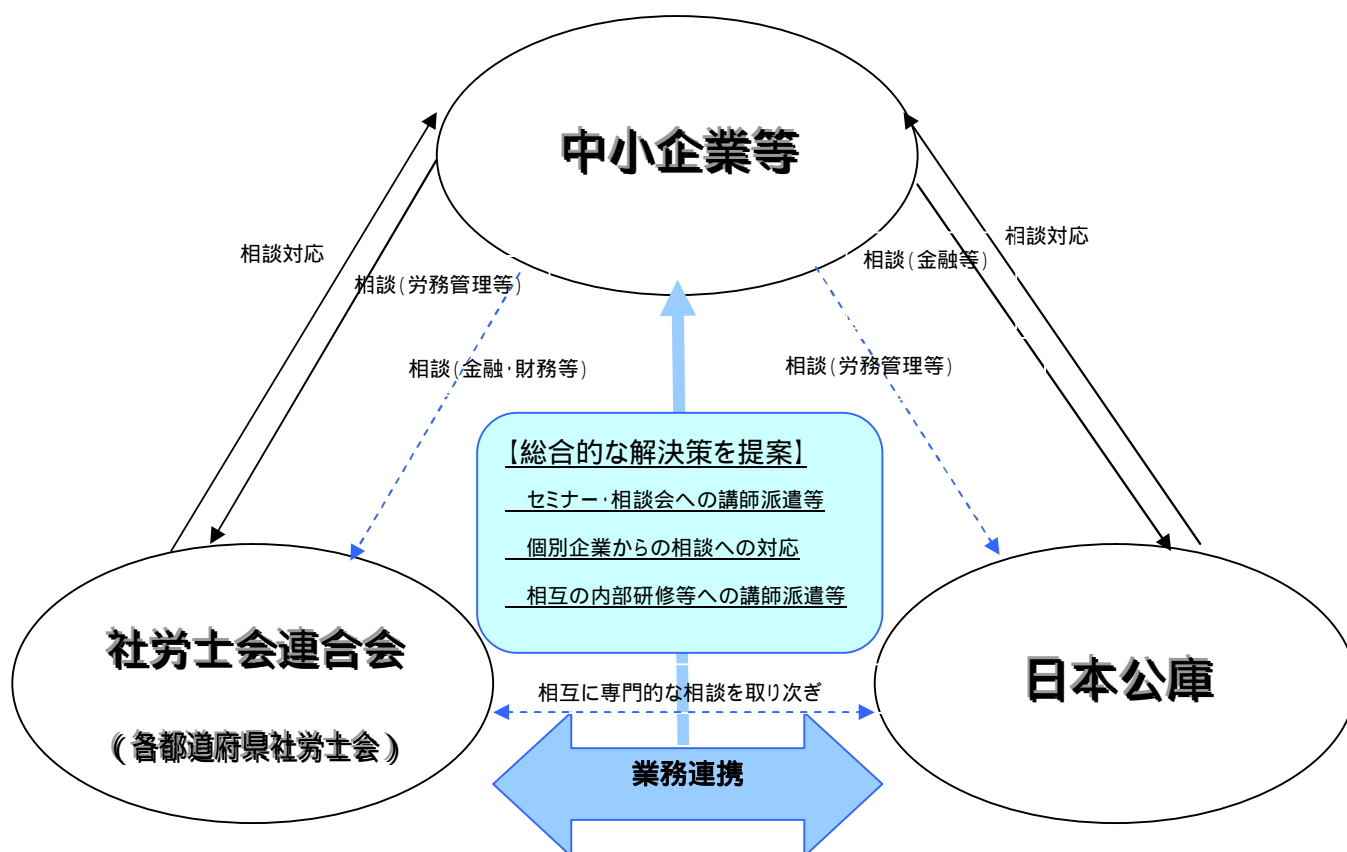 中小企業等
相談対応
相談対応
相談(金融等)
相談(労務管理等)
相談(金融・財務等)
相談(労務管理等)
【総合的な解決策を提案】
セミナー・相談会への講師派遣等
個別企業からの相談への対応
相互の内部研修等への講師派遣等
社労士会連合会
(各都道府県社労士会)
日本公庫
相互に専門的な相談を取り次ぎ
業務連携